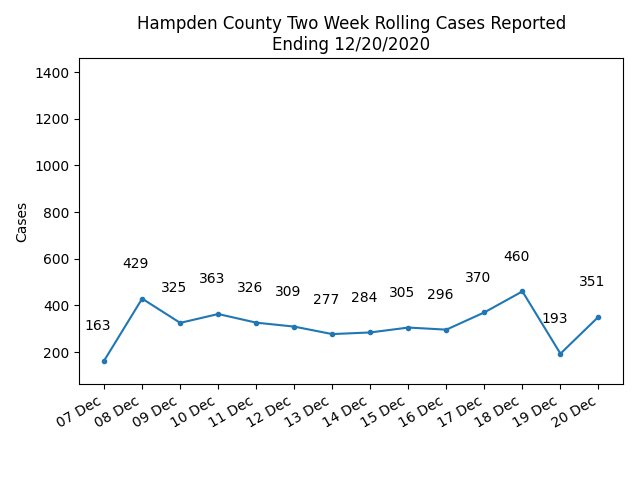 Hampden County Two Week Rolling Cases Reported
Ending 12/20/2020
Cases
1400
1200
1000
800
600
400
200
163
429
325
363
326
309
277
284
305
296
370
460
193
351
07 Dec
08 Dec
09 Dec
10 Dec
11 Dec
12 Dec
13 Dec
14 Dec
15 Dec
16 Dec
17 Dec
18 Dec
19 Dec
20 Dec